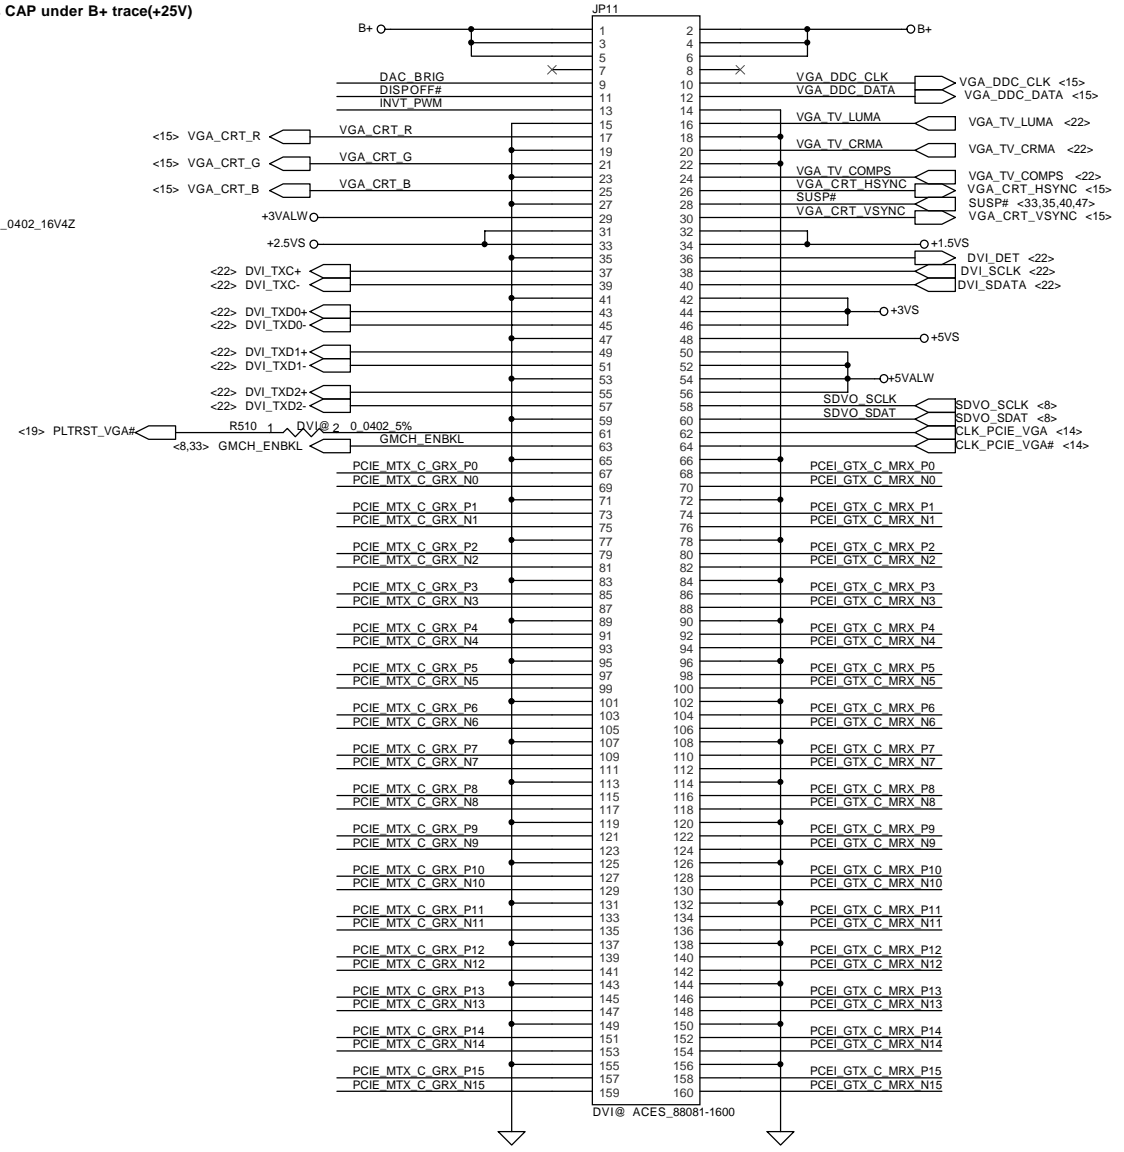 CAP under B+ trace(+25V)
JP11
B+ 1 2 B+
3 4
5 6
7 8
DAC_BRIG 9 10 VGA_DDC_CLK VGA_DDC_CLK <15>
DISPOFF# 11 12 VGA_DDC_DATA VGA_DDC_DATA <15>
INVT_PWM 13 14
15 16 VGA_TV_LUMA VGA_TV_LUMA <22>
<15> VGA_CRT_R VGA_CRT_R 17 18
19 20 VGA_TV_CRMA VGA_TV_CRMA <22>
<15> VGA_CRT_G VGA_CRT_G 21 22
23 24 VGA_TV_COMPS VGA_TV_COMPS <22>
<15> VGA_CRT_B VGA_CRT_B 25 26 VGA_CRT_HSYNC VGA_CRT_HSYNC <15>
27 28 SUSP# SUSP# <33,35,40,47>
_0402_16V4Z +3VALW 29 30 VGA_CRT_VSYNC VGA_CRT_VSYNC <15>
31 32
+2.5VS 33 34 +1.5VS
35 36 DVI_DET <22>
<22> DVI_TXC+ 37 38 DVI_SCLK <22>
<22> DVI_TXC- 39 40 DVI_SDATA <22>
41 42
<22> DVI_TXD0+ 43 44 +3VS
<22> DVI_TXD0- 45 46
47 48 +5VS
<22> DVI_TXD1+ 49 50
<22> DVI_TXD1- 51 52
53 54 +5VALW
<22> DVI_TXD2+ 55 56
<22> DVI_TXD2- 57 58 SDVO_SCLK SDVO_SCLK <8>
59 60 SDVO_SDAT SDVO_SDAT <8>
<19> PLTRST_VGA# R510 1 DVI@ 2 0_0402_5% 61 62 CLK_PCIE_VGA <14>
<8,33> GMCH_ENBKL GMCH_ENBKL 63 64 CLK_PCIE_VGA# <14>
65 66
PCIE_MTX_C_GRX_P0 67 68 PCEI_GTX_C_MRX_P0
PCIE_MTX_C_GRX_N0 69 70 PCEI_GTX_C_MRX_N0
71 72
PCIE_MTX_C_GRX_P1 73 74 PCEI_GTX_C_MRX_P1
PCIE_MTX_C_GRX_N1 75 76 PCEI_GTX_C_MRX_N1
77 78
PCIE_MTX_C_GRX_P2 79 80 PCEI_GTX_C_MRX_P2
PCIE_MTX_C_GRX_N2 81 82 PCEI_GTX_C_MRX_N2
83 84
PCIE_MTX_C_GRX_P3 85 86 PCEI_GTX_C_MRX_P3
PCIE_MTX_C_GRX_N3 87 88 PCEI_GTX_C_MRX_N3
89 90
PCIE_MTX_C_GRX_P4 91 92 PCEI_GTX_C_MRX_P4
PCIE_MTX_C_GRX_N4 93 94 PCEI_GTX_C_MRX_N4
95 96
PCIE_MTX_C_GRX_P5 97 98 PCEI_GTX_C_MRX_P5
PCIE_MTX_C_GRX_N5 99 100 PCEI_GTX_C_MRX_N5
101 102
PCIE_MTX_C_GRX_P6 103 104 PCEI_GTX_C_MRX_P6
PCIE_MTX_C_GRX_N6 105 106 PCEI_GTX_C_MRX_N6
107 108
PCIE_MTX_C_GRX_P7 109 110 PCEI_GTX_C_MRX_P7
PCIE_MTX_C_GRX_N7 111 112 PCEI_GTX_C_MRX_N7
113 114
PCIE_MTX_C_GRX_P8 115 116 PCEI_GTX_C_MRX_P8
PCIE_MTX_C_GRX_N8 117 118 PCEI_GTX_C_MRX_N8
119 120
PCIE_MTX_C_GRX_P9 121 122 PCEI_GTX_C_MRX_P9
PCIE_MTX_C_GRX_N9 123 124 PCEI_GTX_C_MRX_N9
125 126
PCIE_MTX_C_GRX_P10 127 128 PCEI_GTX_C_MRX_P10
PCIE_MTX_C_GRX_N10 129 130 PCEI_GTX_C_MRX_N10
131 132
PCIE_MTX_C_GRX_P11 133 134 PCEI_GTX_C_MRX_P11
PCIE_MTX_C_GRX_N11 135 136 PCEI_GTX_C_MRX_N11
137 138
PCIE_MTX_C_GRX_P12 139 140 PCEI_GTX_C_MRX_P12
PCIE_MTX_C_GRX_N12 141 142 PCEI_GTX_C_MRX_N12
143 144
PCIE_MTX_C_GRX_P13 145 146 PCEI_GTX_C_MRX_P13
PCIE_MTX_C_GRX_N13 147 148 PCEI_GTX_C_MRX_N13
149 150
PCIE_MTX_C_GRX_P14 151 152 PCEI_GTX_C_MRX_P14
PCIE_MTX_C_GRX_N14 153 154 PCEI_GTX_C_MRX_N14
155 156
PCIE_MTX_C_GRX_P15 157 158 PCEI_GTX_C_MRX_P15
PCIE_MTX_C_GRX_N15 159 160 PCEI_GTX_C_MRX_N15
DVI@ ACES_88081-1600